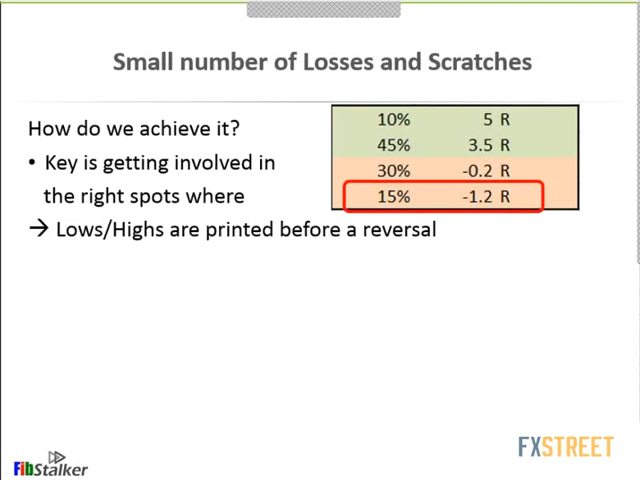 Small number of Losses and Scratches
How do we achieve it?
• Key is getting involved in
the right spots where
→ Lows/Highs are printed before a reversal
10% 5 R
45% 3.5 R
30% -0.2 R
15% -1.2 R
FXSTREET
FibStalker